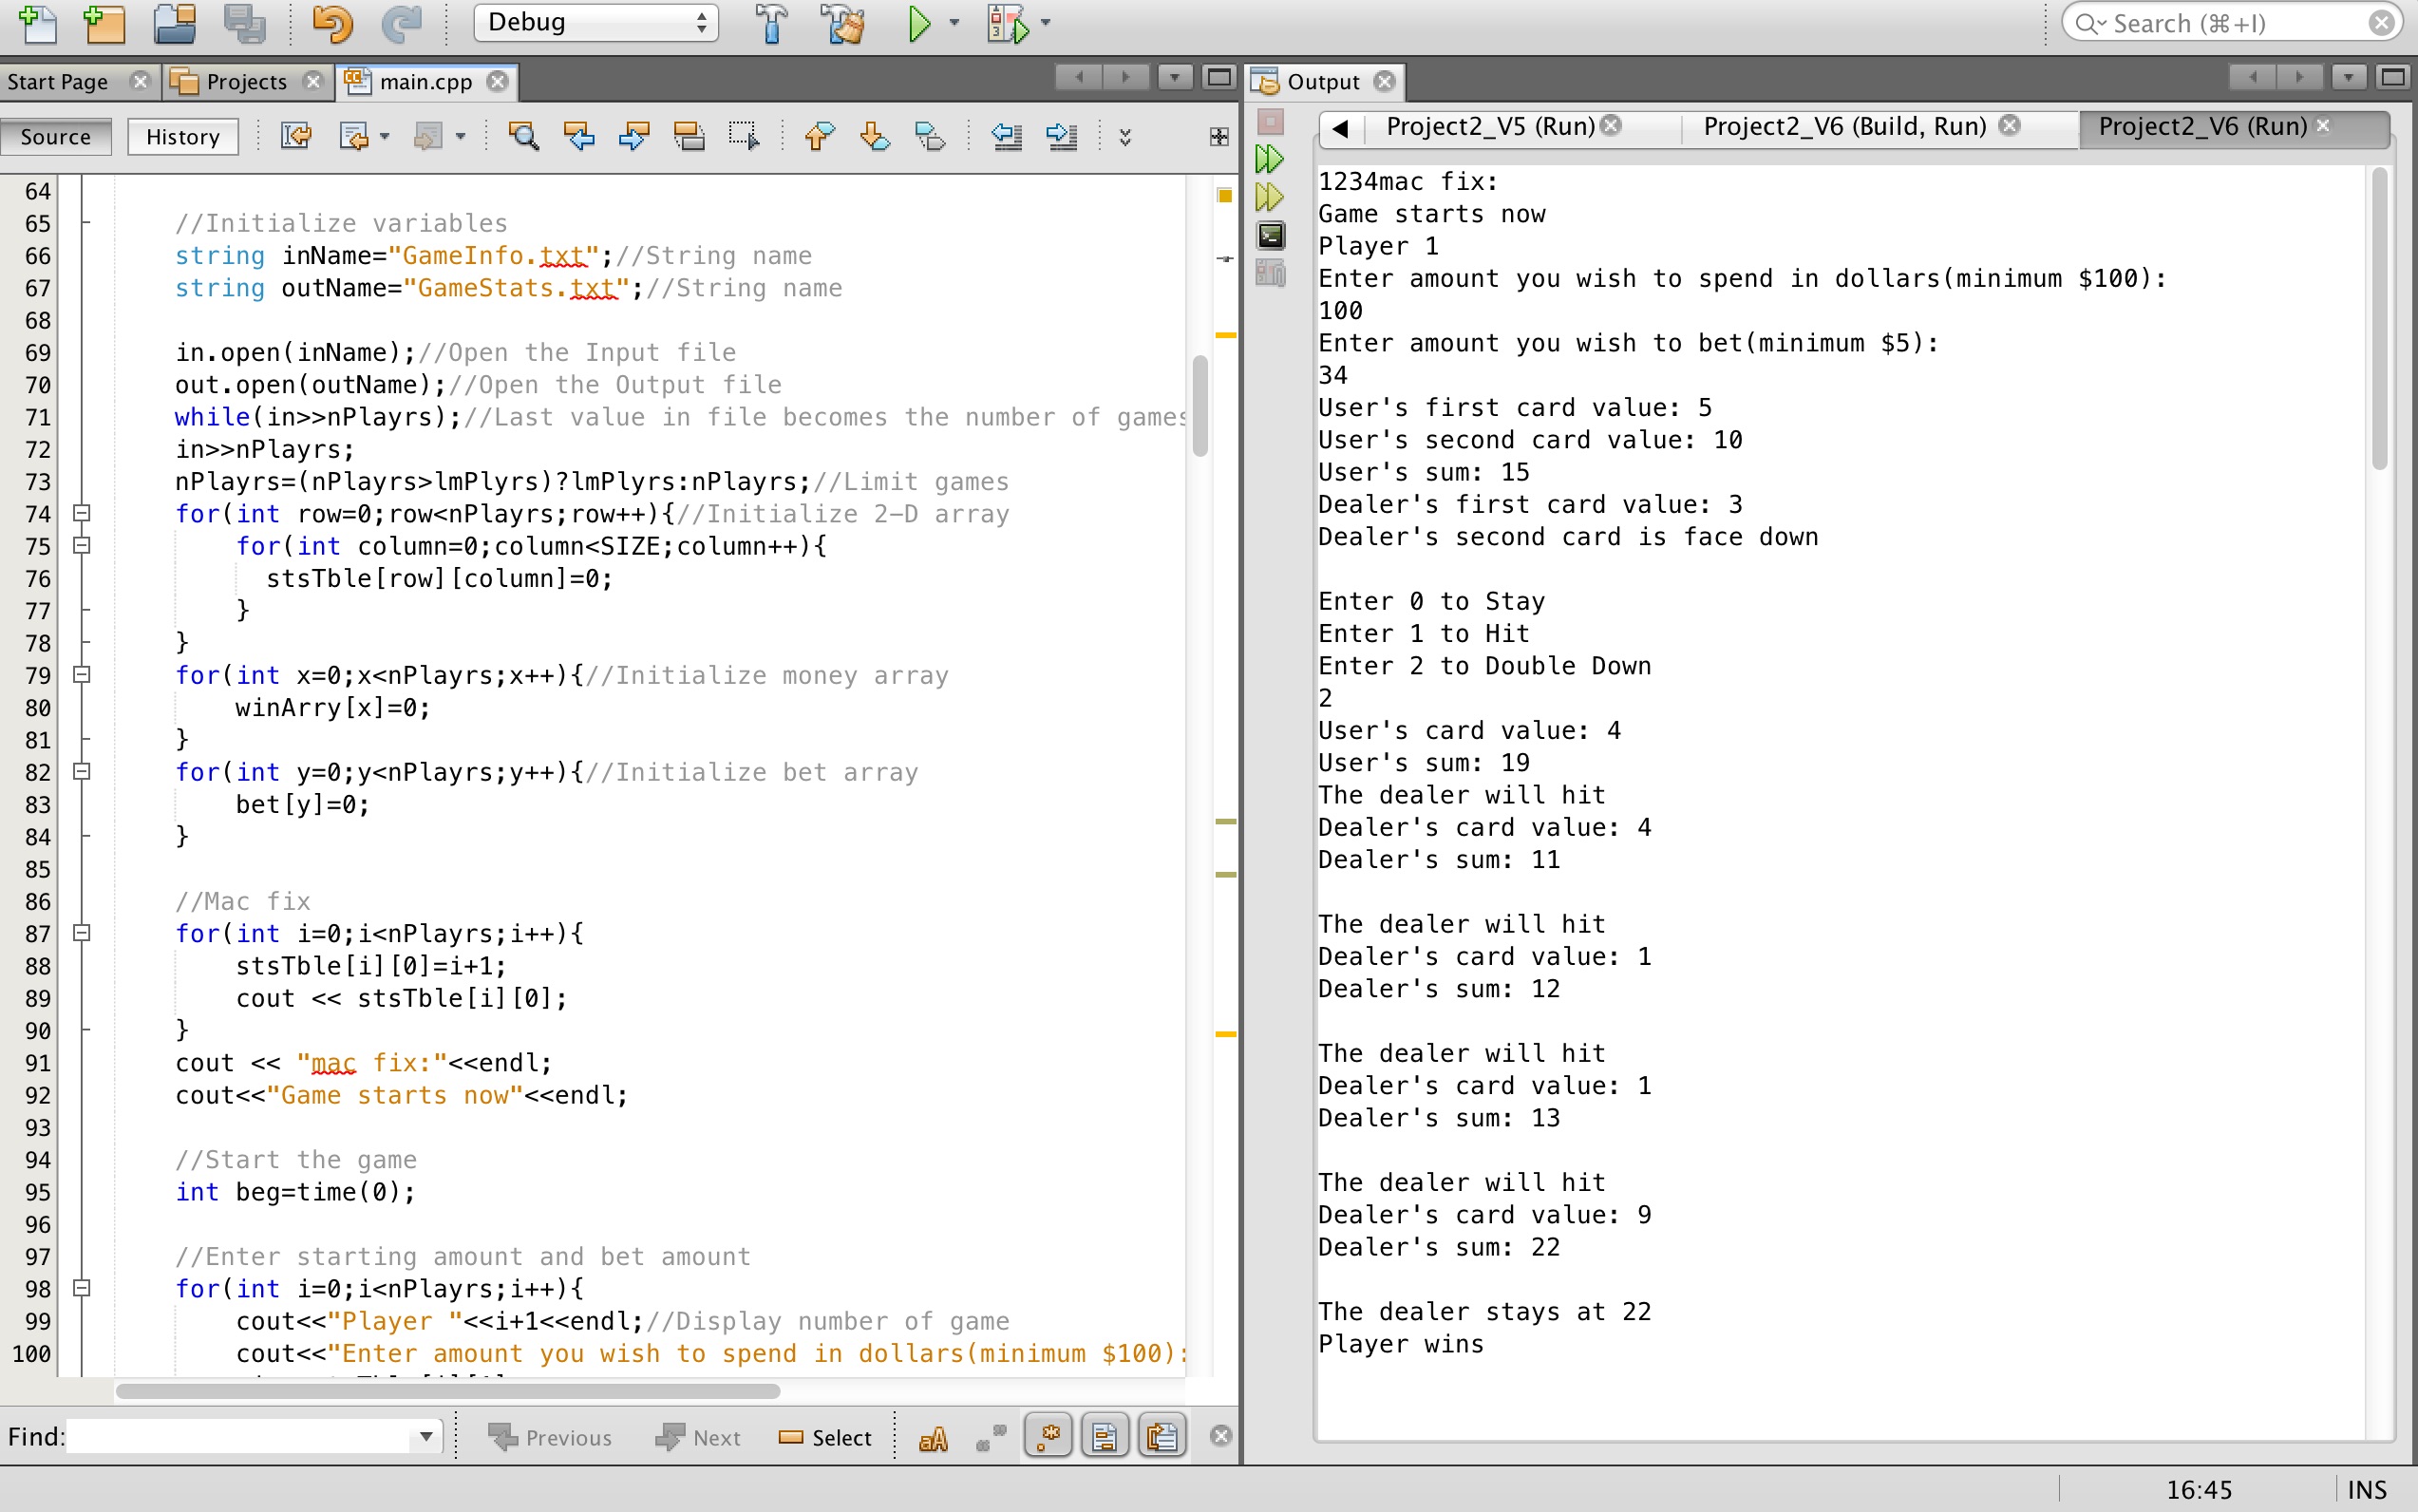 Debug
Search (⌘+I)
Start Page
Projects
main.cpp
Output
Source
History
Project2_V5 (Run)
Project2_V6 (Build, Run)
Project2_V6 (Run)
64
65 //Initialize variables
66 string inName="GameInfo.txt";//String name
67 string outName="GameStats.txt";//String name
68
69 in.open(inName);//Open the Input file
70 out.open(outName);//Open the Output file
71 while(in>>nPlayrs);//Last value in file becomes the number of games
72 in>>nPlayrs;
73 nPlayrs=(nPlayrs>lmPlyrs)?lmPlyrs:nPlayrs;//Limit games
74 for(int row=0;row<nPlayrs;row++){//Initialize 2-D array
75 for(int column=0;column<SIZE;column++){
76 stsTble[row][column]=0;
77 }
78 }
79 for(int x=0;x<nPlayrs;x++){//Initialize money array
80 winArry[x]=0;
81 }
82 for(int y=0;y<nPlayrs;y++){//Initialize bet array
83 bet[y]=0;
84 }
85
86 //Mac fix
87 for(int i=0;i<nPlayrs;i++){
88 stsTble[i][0]=i+1;
89 cout << stsTble[i][0];
90 }
91 cout << "mac fix:"<<endl;
92 cout<<"Game starts now"<<endl;
93
94 //Start the game
95 int beg=time(0);
96
97 //Enter starting amount and bet amount
98 for(int i=0;i<nPlayrs;i++){
99 cout<<"Player "<<i+1<<endl;//Display number of game
100 cout<<"Enter amount you wish to spend in dollars(minimum $100):
1234mac fix:
Game starts now
Player 1
Enter amount you wish to spend in dollars(minimum $100):
100
Enter amount you wish to bet(minimum $5):
34
User's first card value: 5
User's second card value: 10
User's sum: 15
Dealer's first card value: 3
Dealer's second card is face down
Enter 0 to Stay
Enter 1 to Hit
Enter 2 to Double Down
2
User's card value: 4
User's sum: 19
The dealer will hit
Dealer's card value: 4
Dealer's sum: 11
The dealer will hit
Dealer's card value: 1
Dealer's sum: 12
The dealer will hit
Dealer's card value: 1
Dealer's sum: 13
The dealer will hit
Dealer's card value: 9
Dealer's sum: 22
The dealer stays at 22
Player wins
Find:
Previous
Next
Select
16:45
INS